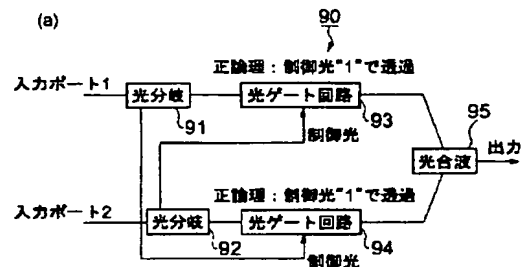 (a)
90
正論理：制御光"1"で透過
入力ポート1
光分岐
光ゲート回路
91
93
制御光
95
光合波
出力
正論理：制御光"1"で透過
入力ポート2
光分岐
光ゲート回路
92
94
制御光